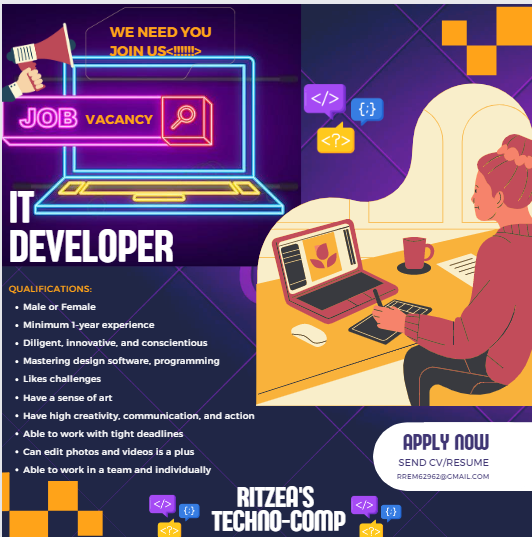 WE NEED YOU
JOIN US<!!!!!!>
JOB VACANCY
</>
{;}
<?>
IT
DEVELOPER
QUALIFICATIONS:
• Male or Female
• Minimum 1-year experience
• Diligent, innovative, and conscientious
• Mastering design software, programming
• Likes challenges
• Have a sense of art
• Have high creativity, communication, and action
• Able to work with tight deadlines
• Can edit photos and videos is a plus
• Able to work in a team and individually
APPLY NOW
SEND CV/RESUME
RREM62962@GMAIL.COM
</> {;}
<?>
RITZEA'S
TECHNO-COMP
</> {;}
<?>